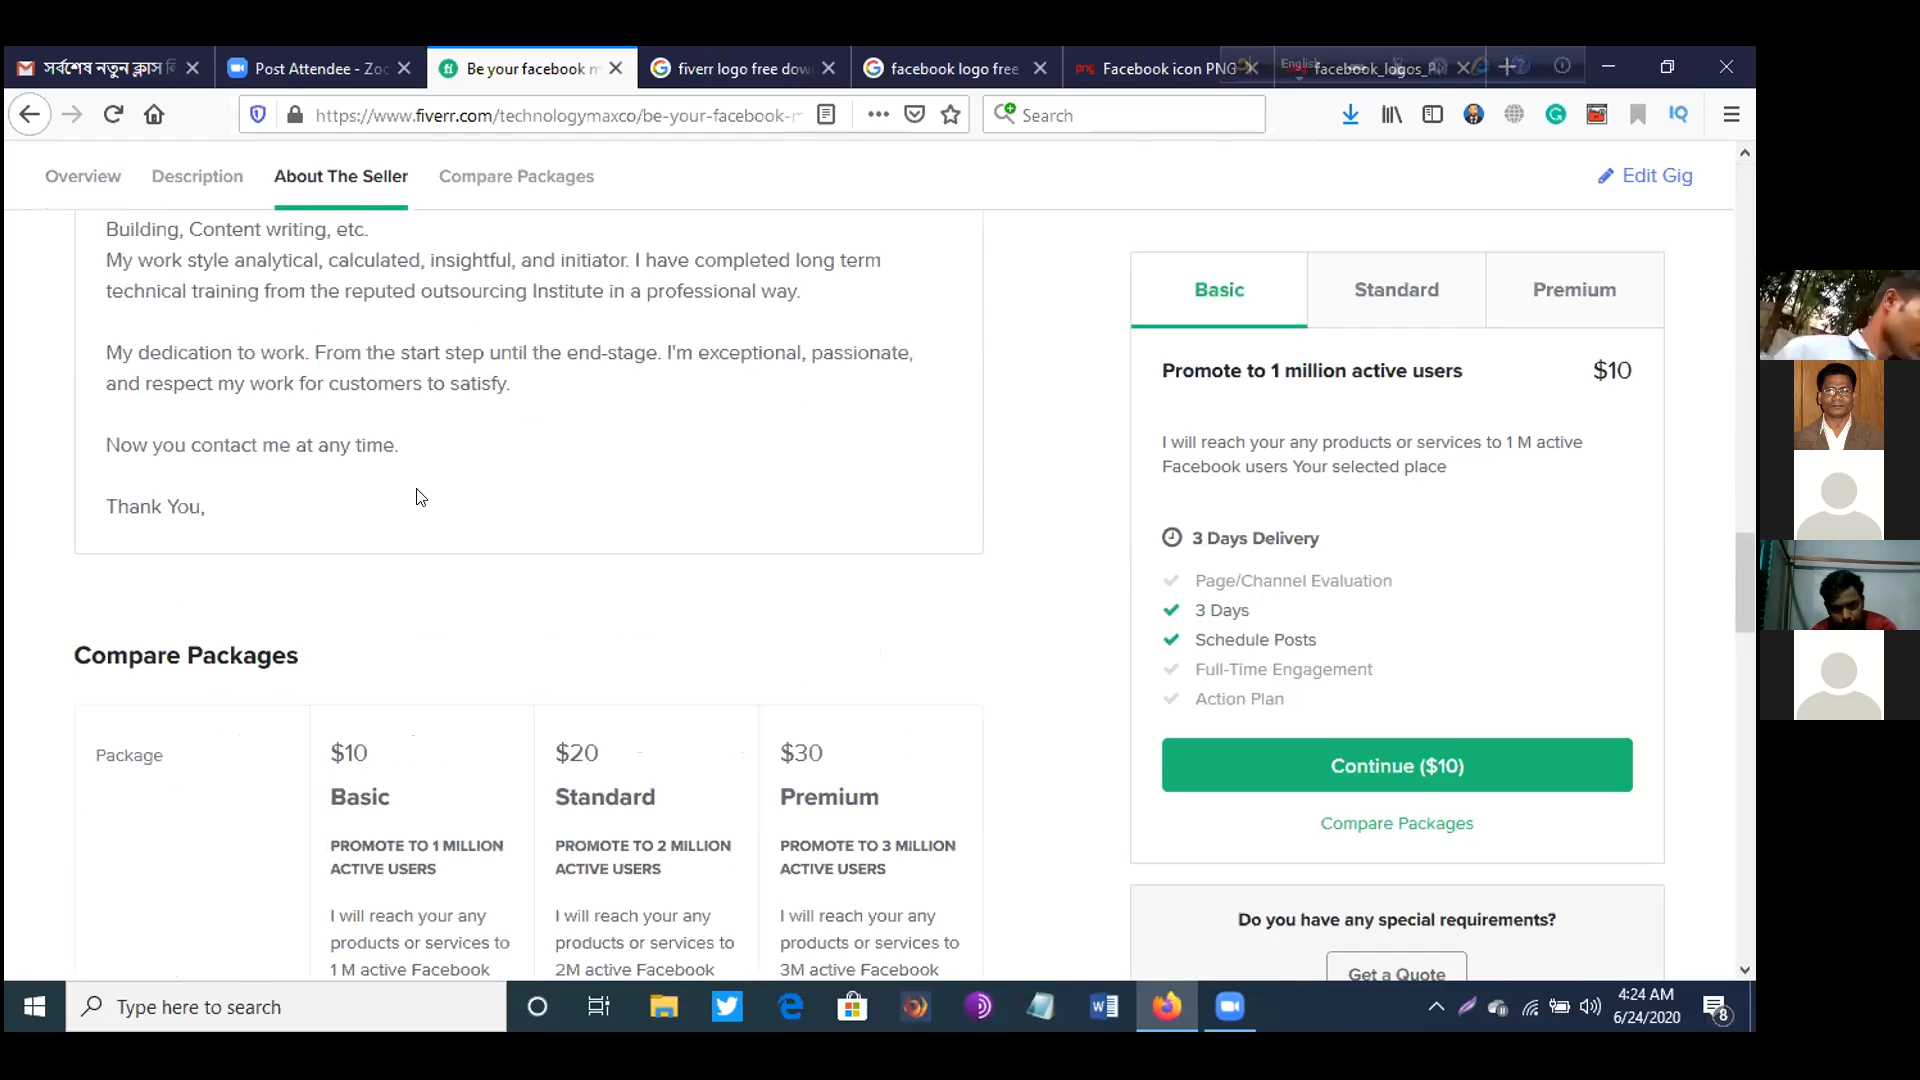 সর্বশেষ নতুন ক্লাস
Post Attendee - Zoo
Be your facebook m
fiverr logo free dow
facebook logo free
Facebook icon PNG
English
facebook_logos_P
https://www.fiverr.com/technologymaxco/be-your-facebook-m
Search
IQ
Overview
Description
About The Seller
Compare Packages
Edit Gig
Building, Content writing, etc.
My work style analytical, calculated, insightful, and initiator. I have completed long term
technical training from the reputed outsourcing Institute in a professional way.
My dedication to work. From the start step until the end-stage. I'm exceptional, passionate,
and respect my work for customers to satisfy.
Now you contact me at any time.
Thank You,
Compare Packages
Package
$10
Basic
PROMOTE TO 1 MILLION
ACTIVE USERS
I will reach your any
products or services to
1 M active Facebook
$20
Standard
PROMOTE TO 2 MILLION
ACTIVE USERS
I will reach your any
products or services to
2M active Facebook
$30
Premium
PROMOTE TO 3 MILLION
ACTIVE USERS
I will reach your any
products or services to
3M active Facebook
Basic
Standard
Premium
Promote to 1 million active users
$10
I will reach your any products or services to 1 M active
Facebook users Your selected place
3 Days Delivery
Page/Channel Evaluation
3 Days
Schedule Posts
Full-Time Engagement
Action Plan
Continue ($10)
Compare Packages
Do you have any special requirements?
Get a Quote
Type here to search
4:24 AM
6/24/2020
8